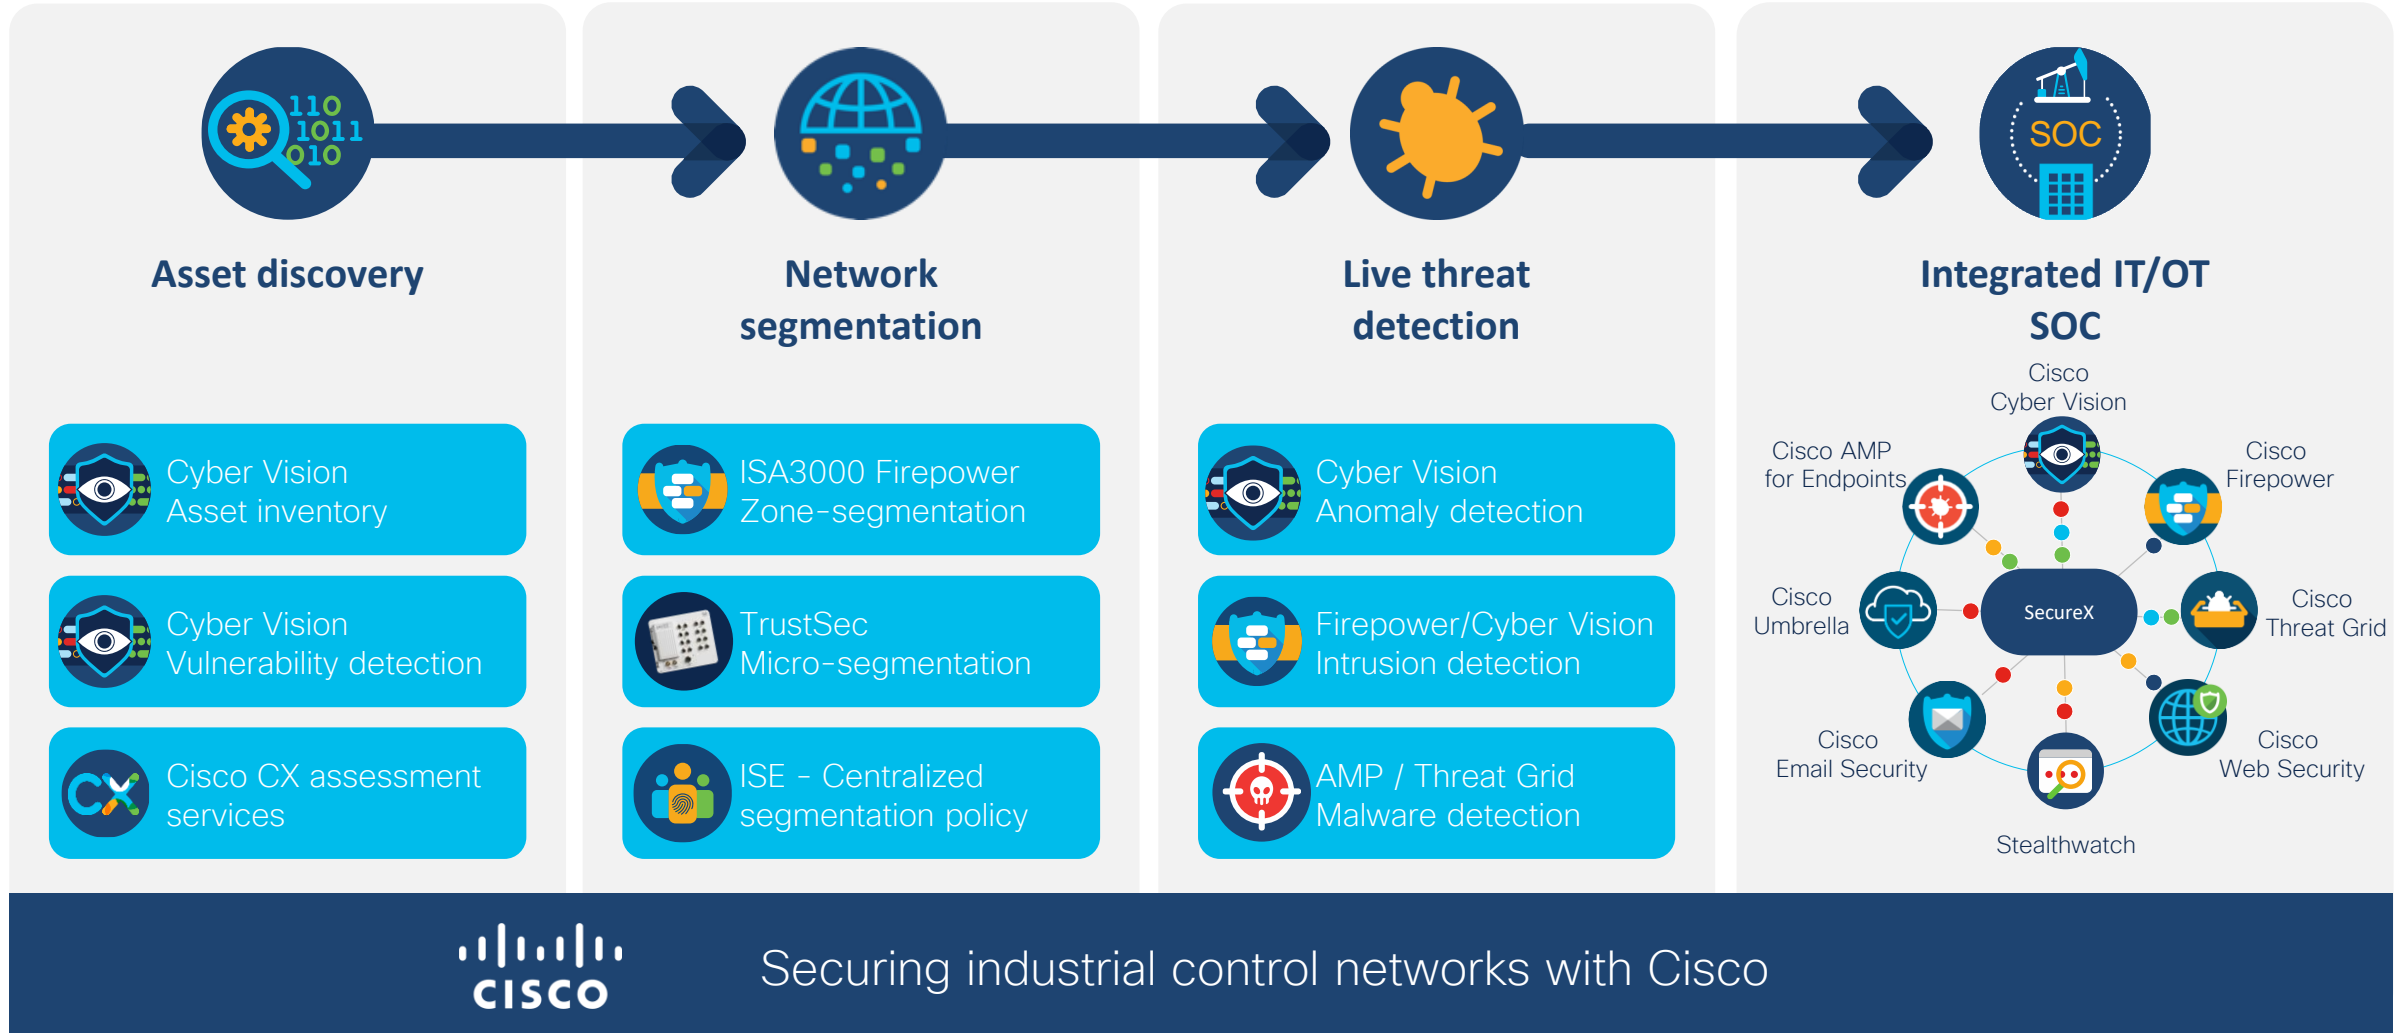 110
1011
010
SOC
Asset discovery
Network
segmentation
Live threat
detection
Integrated IT/OT
SOC
Cyber Vision
Asset inventory
Cyber Vision
Vulnerability detection
CX
Cisco CX assessment
services
ISA3000 Firepower
Zone-segmentation
TrustSec
Micro-segmentation
ISE - Centralized
segmentation policy
Cyber Vision
Anomaly detection
Firepower/Cyber Vision
Intrusion detection
AMP / Threat Grid
Malware detection
Cisco
Cyber Vision
Cisco AMP
for Endpoints
Cisco
Firepower
Cisco
Umbrella
SecureX
Cisco
Threat Grid
Cisco
Email Security
Cisco
Web Security
Stealthwatch
CISCO
Securing industrial control networks with Cisco